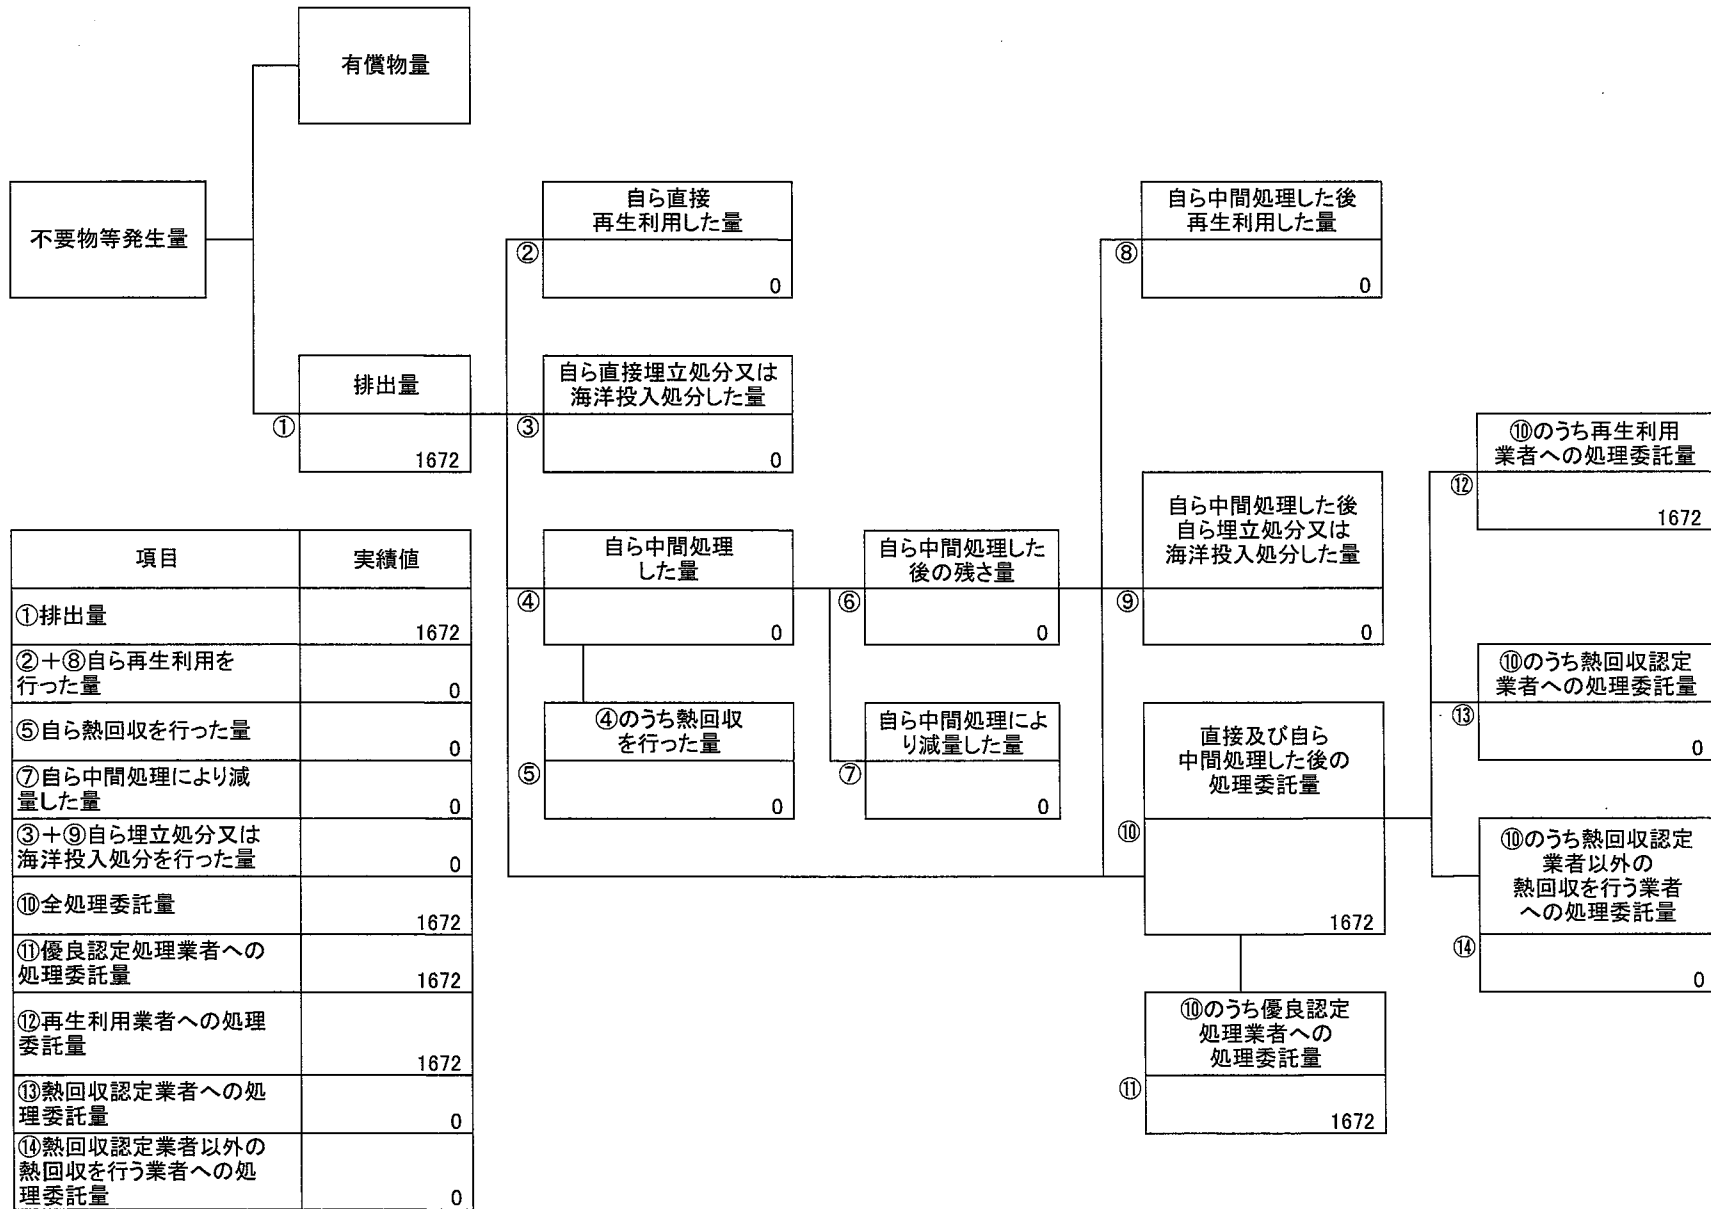 有償物量
不要物等発生量
自ら直接
再生利用した量
②
0
自ら中間処理した後
再生利用した量
⑧
0
排出量
①
1672
自ら直接埋立処分又は
海洋投入処分した量
③
0
⑩のうち再生利用
業者への処理委託量
⑫
1672
自ら中間処理
した量
④
0
自ら中間処理した
後の残さ量
⑥
0
自ら中間処理した後
自ら埋立処分又は
海洋投入処分した量
⑨
0
⑩のうち熱回収認定
業者への処理委託量
⑬
0
④のうち熱回収
を行った量
⑤
0
自ら中間処理によ
り減量した量
⑦
0
直接及び自ら
中間処理した後の
処理委託量
⑩
1672
⑩のうち熱回収認定
業者以外の
熱回収を行う業者
への処理委託量
⑭
0
⑩のうち優良認定
処理業者への
処理委託量
⑪
1672
項目 実績値
①排出量
1672
②+⑧自ら再生利用を
行った量
0
⑤自ら熱回収を行った量
0
⑦自ら中間処理により減
量した量
0
③+⑨自ら埋立処分又は
海洋投入処分を行った量
0
⑩全処理委託量
1672
⑪優良認定処理業者への
処理委託量
1672
⑫再生利用業者への処理
委託量
1672
⑬熱回収認定業者への処
理委託量
0
⑭熱回収認定業者以外の
熱回収を行う業者への処
理委託量
0